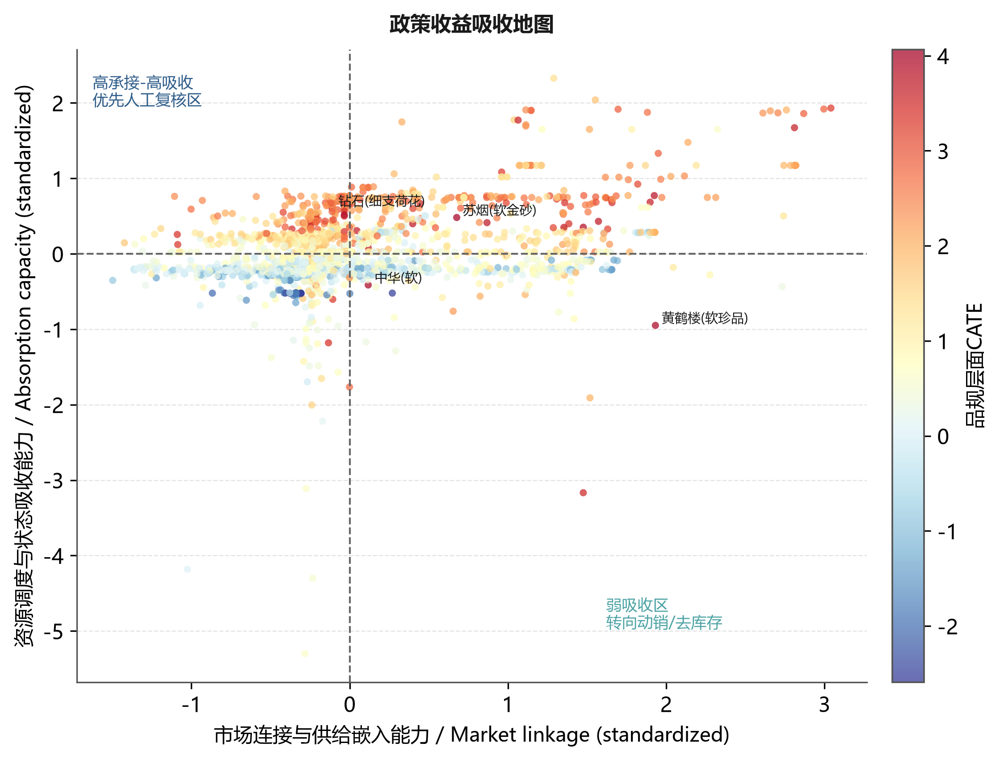 政策收益吸收地图
高承接-高吸收
优先人工复核区
钻石(细支荷花)
苏烟(软金砂)
中华(软)
黄鹤楼(软珍品)
弱吸收区
转向动销/去库存
资源调度与状态吸收能力 / Absorption capacity (standardized)
2
1
0
-1
-2
-3
-4
-5
-1
0
1
2
3
市场连接与供给嵌入能力 / Market linkage (standardized)
4
3
2
1
0
-1
-2
品规层面CATE